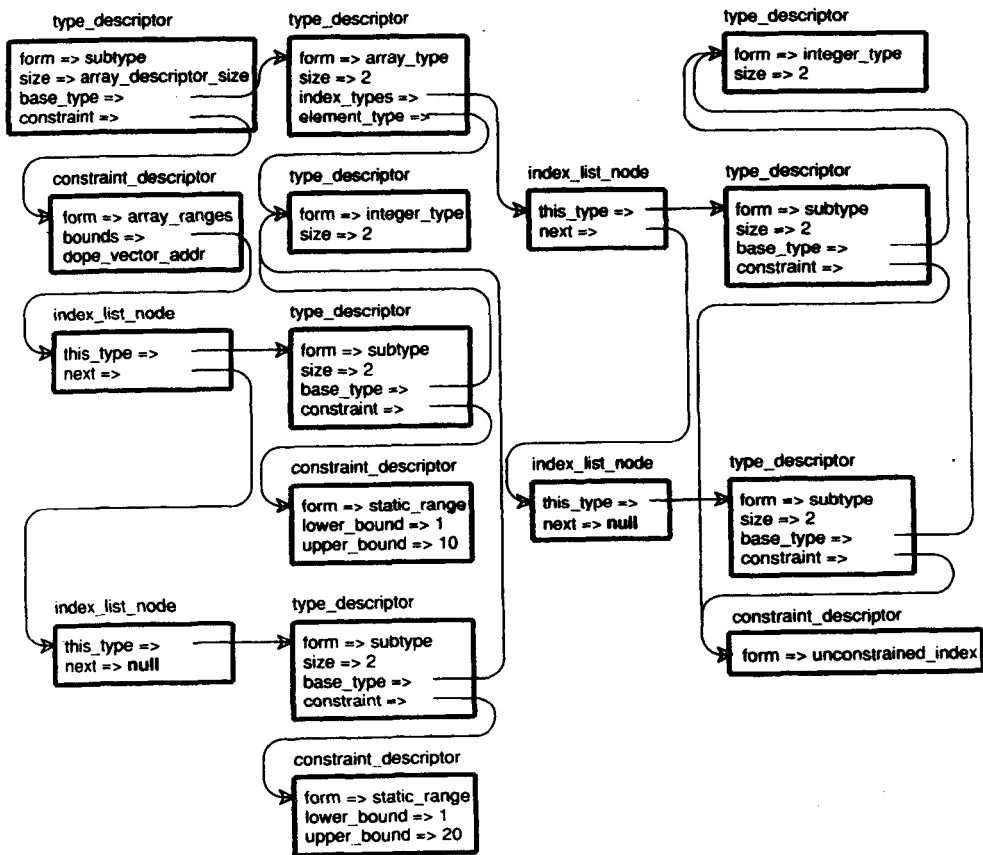 type_descriptor
form => subtype
size => array_descriptor_size
base_type =>
constraint =>
type_descriptor
form => array_type
size => 2
index_types =>
element_type =>
type_descriptor
form => integer_type
size => 2
constraint_descriptor
form => array_ranges
bounds =>
dope_vector_addr
type_descriptor
form => integer_type
size => 2
index_list_node
this_type =>
next =>
type_descriptor
form => subtype
size => 2
base_type =>
constraint =>
index_list_node
this_type =>
next =>
type_descriptor
form => subtype
size => 2
base_type =>
constraint =>
constraint_descriptor
form => static_range
lower_bound => 1
upper_bound => 10
index_list_node
this_type =>
next => null
type_descriptor
form => subtype
size => 2
base_type =>
constraint =>
index_list_node
this_type =>
next => null
type_descriptor
form => subtype
size => 2
base_type =>
constraint =>
constraint_descriptor
form => unconstrained_index
constraint_descriptor
form => static_range
lower_bound => 1
upper_bound => 20